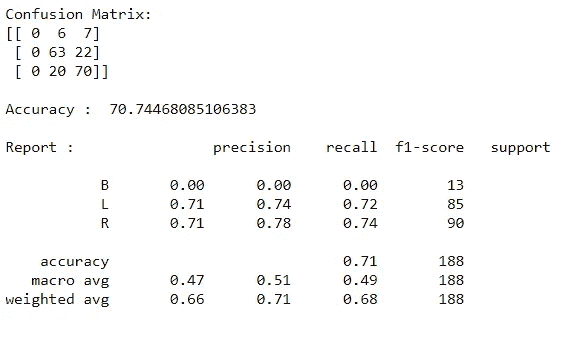 Confusion Matrix:
[[ 0  6  7]
 [ 0 63 22]
 [ 0 20 70]]
Accuracy :  70.74468085106383
Report :                precision    recall  f1-score   support
           B       0.00      0.00      0.00        13
           L       0.71      0.74      0.72        85
           R       0.71      0.78      0.74        90
    accuracy                           0.71       188
   macro avg       0.47      0.51      0.49       188
weighted avg       0.66      0.71      0.68       188